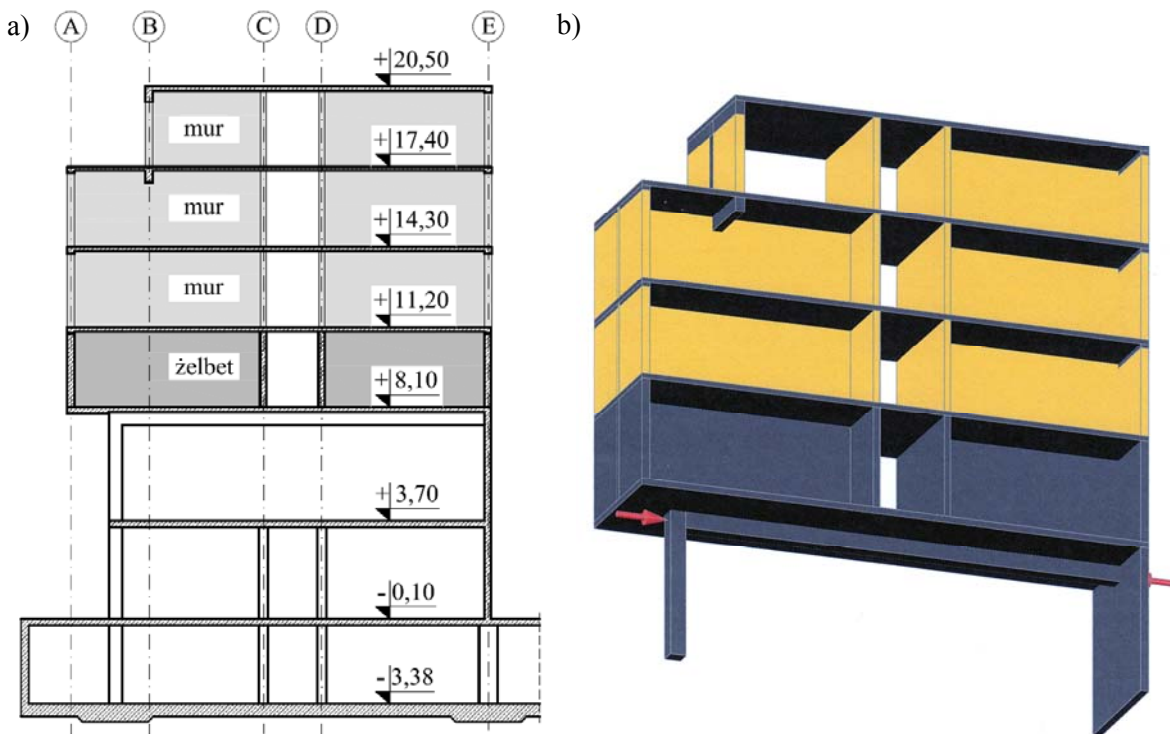 a)
A B C D E
b)
+20,50
mur
+17,40
mur
+14,30
mur
+11,20
żelbet
+8,10
+3,70
-0,10
-3,38